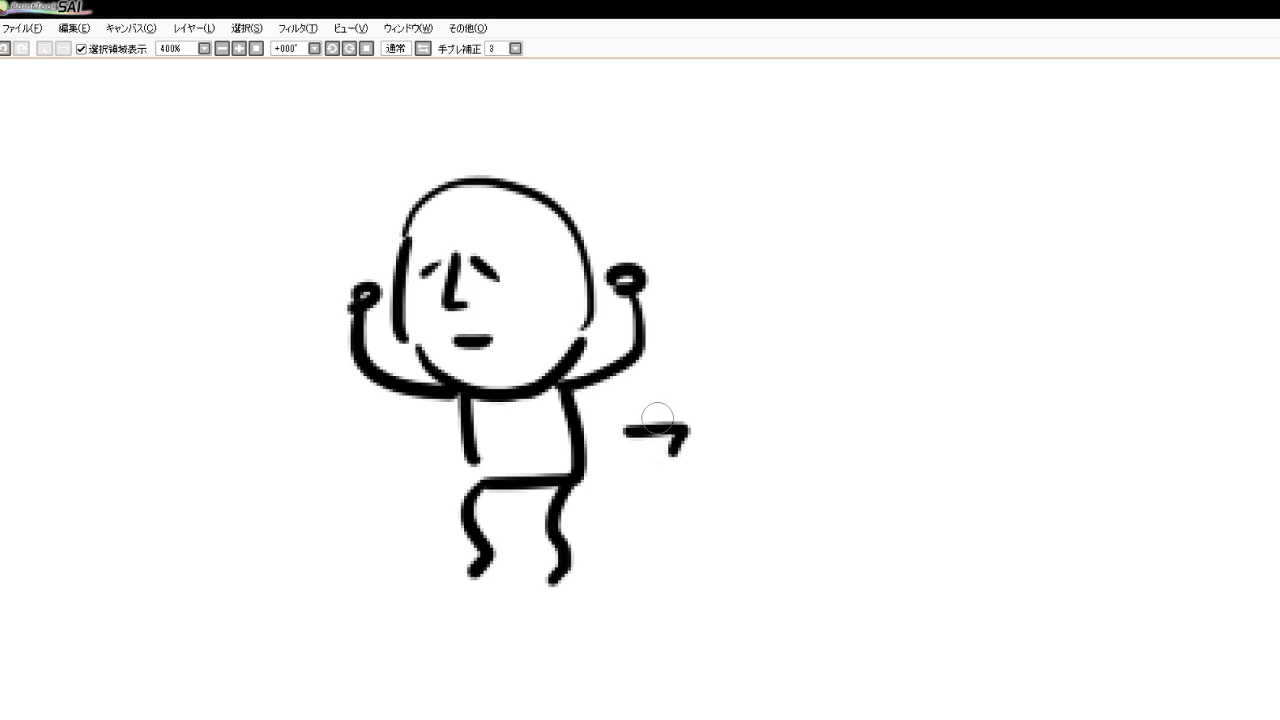 PaintTool SAI
ファイル(F) 編集(E) キャンバス(C) レイヤー(L) 選択(S) フィルタ(T) ビュー(V) ウィンドウ(W) その他(O)
選択領域表示 400% +000° 通常 手ブレ補正 3